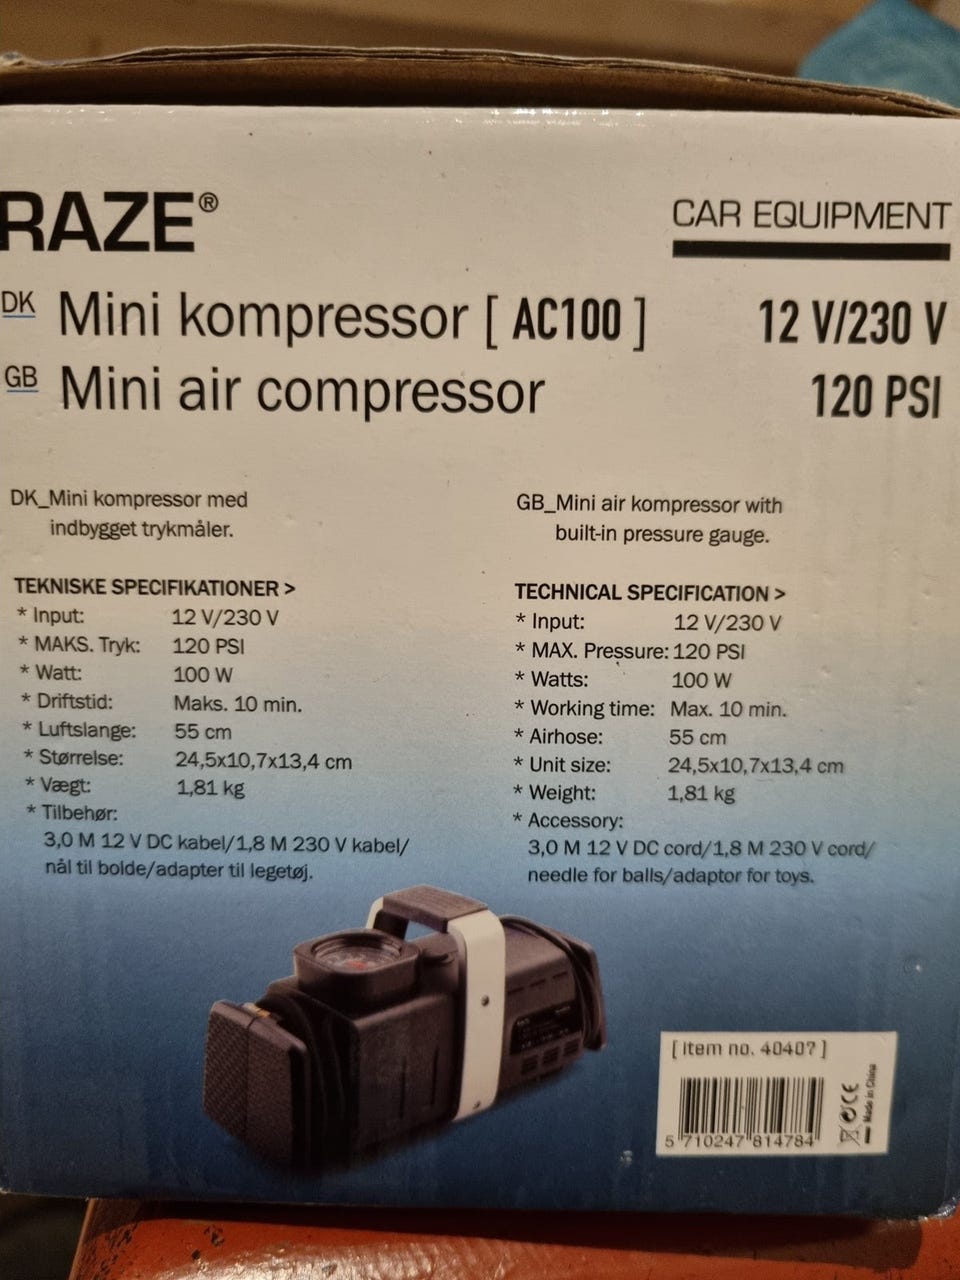 RAZE®
CAR EQUIPMENT
DK Mini kompressor [ AC100 ] 12 V/230 V
GB Mini air compressor 120 PSI
DK_Mini kompressor med
indbygget trykmåler.
TEKNISKE SPECIFIKATIONER >
* Input: 12 V/230 V
* MAKS. Tryk: 120 PSI
* Watt: 100 W
* Driftstid: Maks. 10 min.
* Luftslange: 55 cm
* Størrelse: 24,5x10,7x13,4 cm
* Vægt: 1,81 kg
* Tilbehør:
3,0 M 12 V DC kabel/1,8 M 230 V kabel/
nål til bolde/adapter til legetøj.
GB_Mini air kompressor with
built-in pressure gauge.
TECHNICAL SPECIFICATION >
* Input: 12 V/230 V
* MAX. Pressure: 120 PSI
* Watts: 100 W
* Working time: Max. 10 min.
* Airhose: 55 cm
* Unit size: 24,5x10,7x13,4 cm
* Weight: 1,81 kg
* Accessory:
3,0 M 12 V DC cord/1,8 M 230 V cord/
needle for balls/adaptor for toys.
[ Item no. 40407 ]
5 710247 814784
CE
Made in China